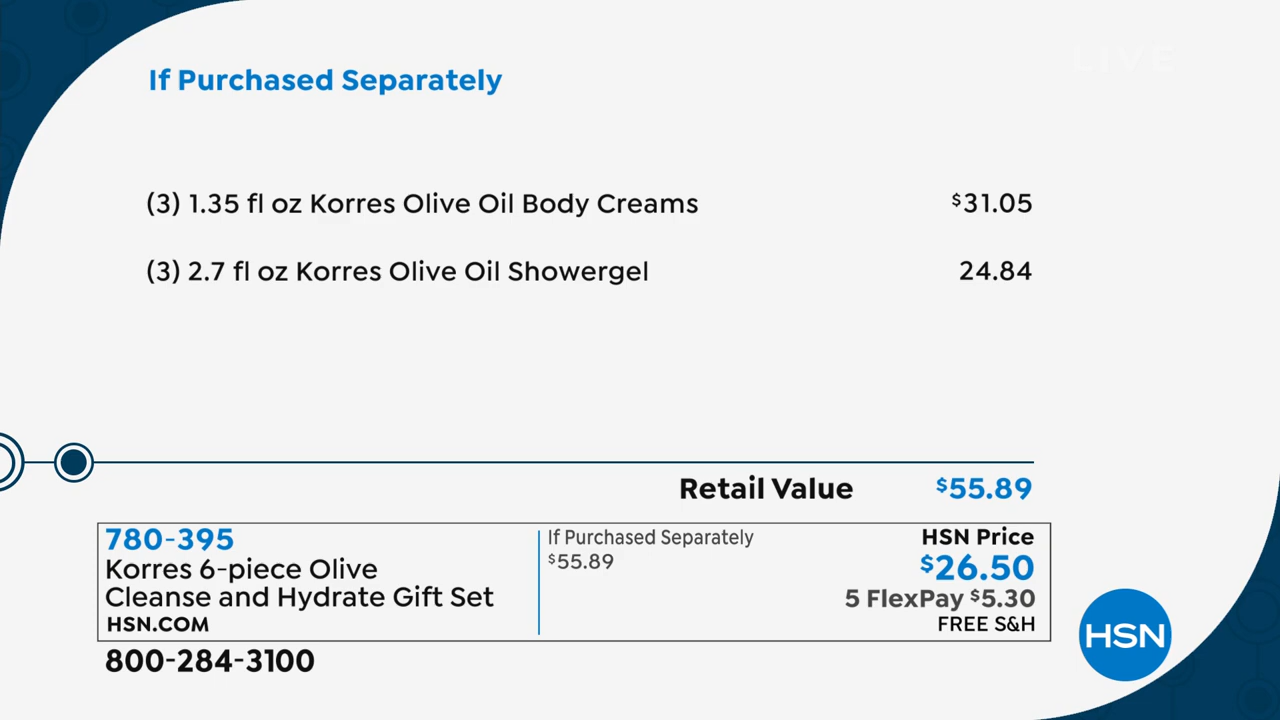 LIVE
If Purchased Separately
(3) 1.35 fl oz Korres Olive Oil Body Creams $31.05
(3) 2.7 fl oz Korres Olive Oil Showergel 24.84
Retail Value $55.89
780-395
Korres 6-piece Olive
Cleanse and Hydrate Gift Set
HSN.COM
If Purchased Separately
$55.89
HSN Price
$26.50
5 FlexPay $5.30
FREE S&H
800-284-3100
HSN